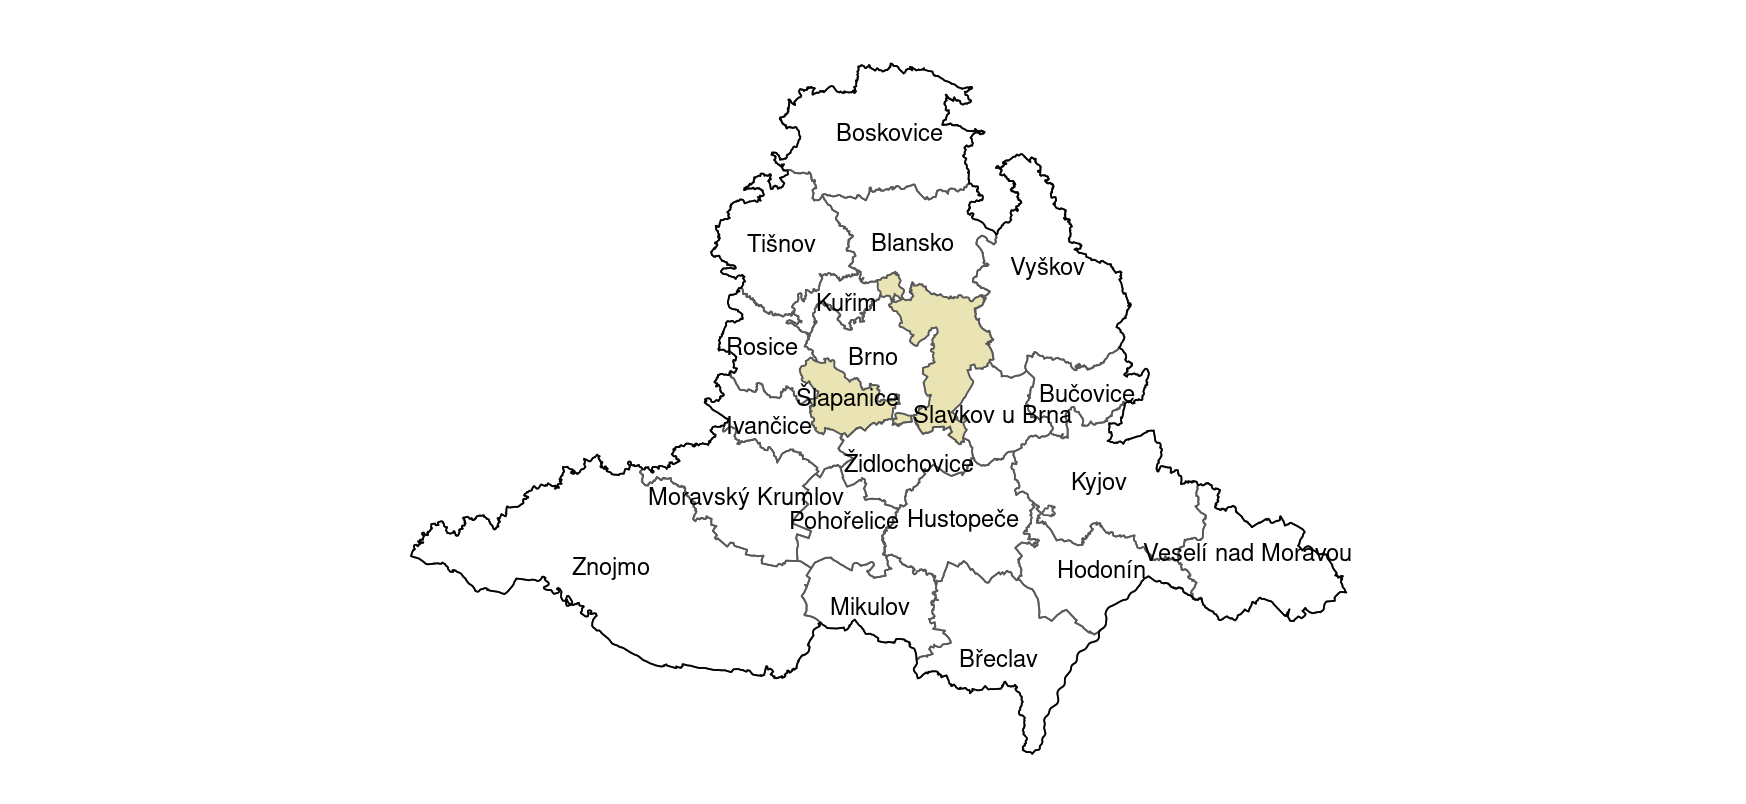 Boskovice
Tišnov
Blansko
Vyškov
Kuřim
Rosice
Brno
Šlapanice
Bučovice
Slavkov u Brna
Ivančice
Židlochovice
Kyjov
Moravský Krumlov
Pohořelice
Hustopeče
Veselí nad Moravou
Znojmo
Hodonín
Mikulov
Břeclav